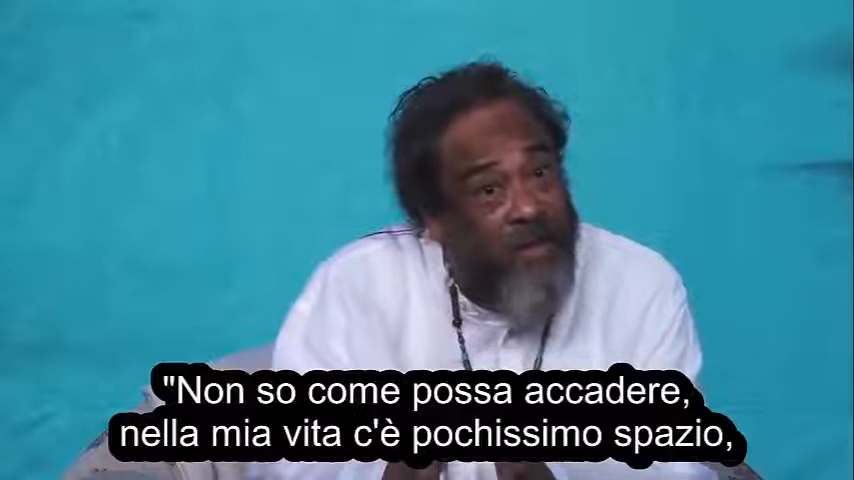 "Non so come possa accadere,
nella mia vita c'è pochissimo spazio,